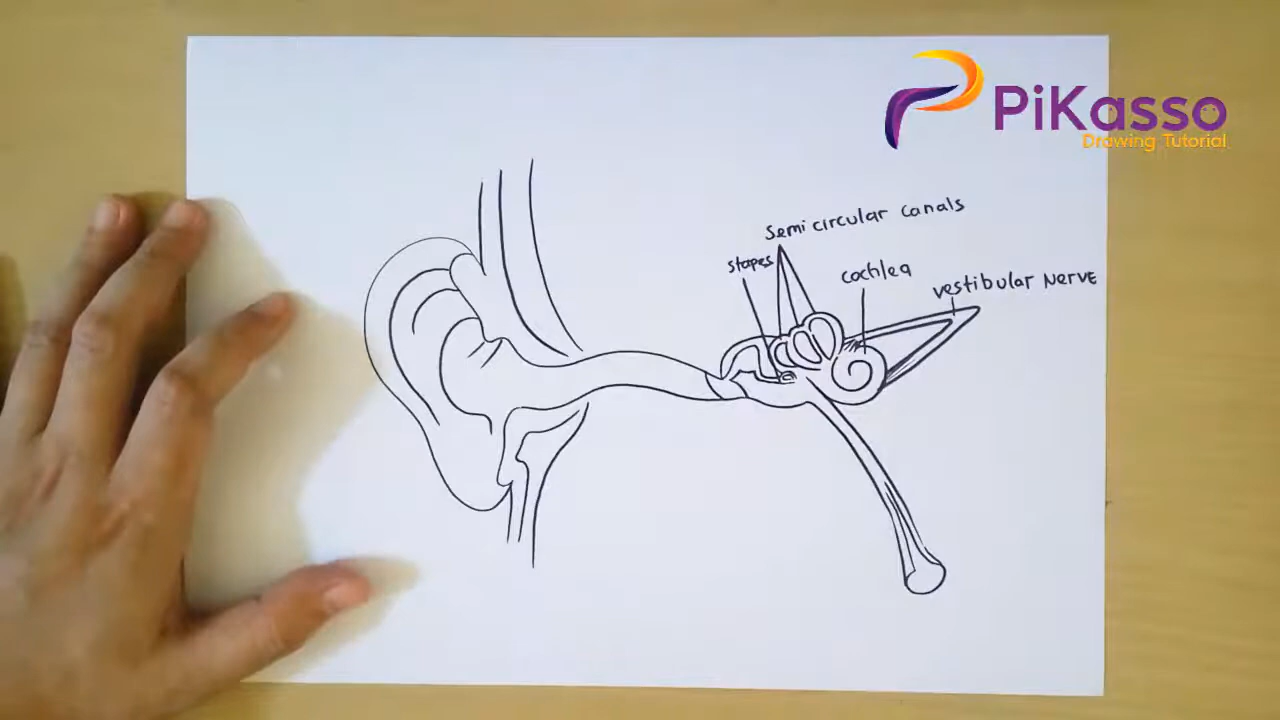 PiKasso
Drawing Tutorial
semi circular canals
stapes
cochlea
vestibular Nerve